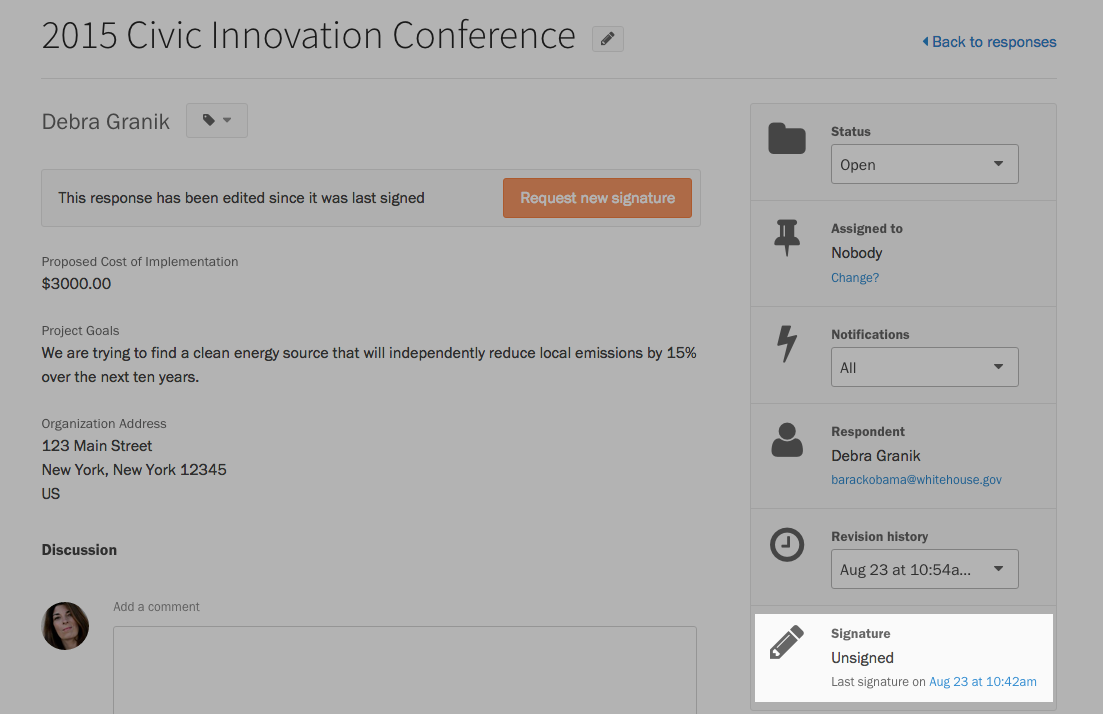 2015 Civic Innovation Conference
Back to responses
Debra Granik
This response has been edited since it was last signed
Request new signature
Proposed Cost of Implementation
$3000.00
Project Goals
We are trying to find a clean energy source that will independently reduce local emissions by 15%
over the next ten years.
Organization Address
123 Main Street
New York, New York 12345
US
Discussion
Add a comment
Status
Open
Assigned to
Nobody
Change?
Notifications
All
Respondent
Debra Granik
barackobama@whitehouse.gov
Revision history
Aug 23 at 10:54a...
Signature
Unsigned
Last signature on Aug 23 at 10:42am